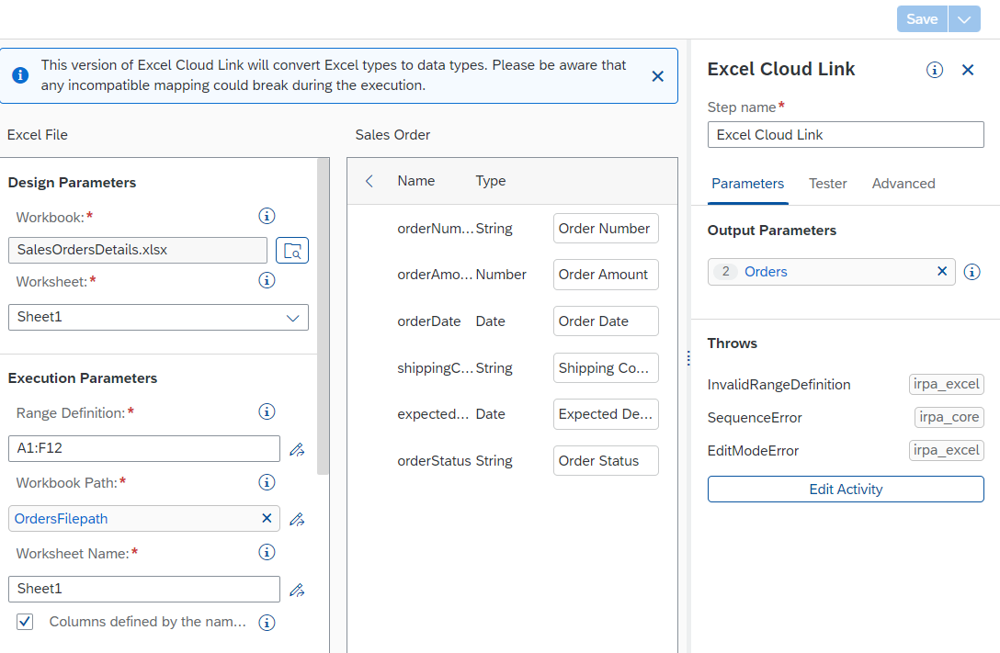 Save
This version of Excel Cloud Link will convert Excel types to data types. Please be aware that
any incompatible mapping could break during the execution.
Excel File
Design Parameters
Workbook:*
SalesOrdersDetails.xlsx
Worksheet:*
Sheet1
Execution Parameters
Range Definition:*
A1:F12
Workbook Path:*
OrdersFilepath
Worksheet Name:*
Sheet1
Columns defined by the nam...
Sales Order
Name Type
orderNum... String Order Number
orderAmo... Number Order Amount
orderDate Date Order Date
shippingC... String Shipping Co...
expected... Date Expected De...
orderStatus String Order Status
Excel Cloud Link
Step name*
Excel Cloud Link
Parameters Tester Advanced
Output Parameters
2 Orders
Throws
InvalidRangeDefinition irpa_excel
SequenceError irpa_core
EditModeError irpa_excel
Edit Activity